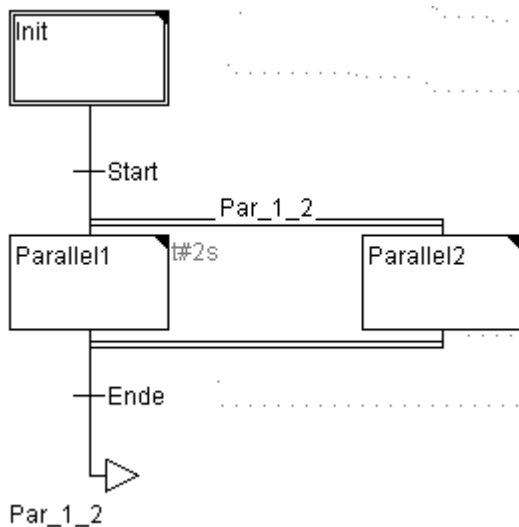 Init
Start
Par_1_2
Parallel1
t#2s
Parallel2
Ende
Par_1_2